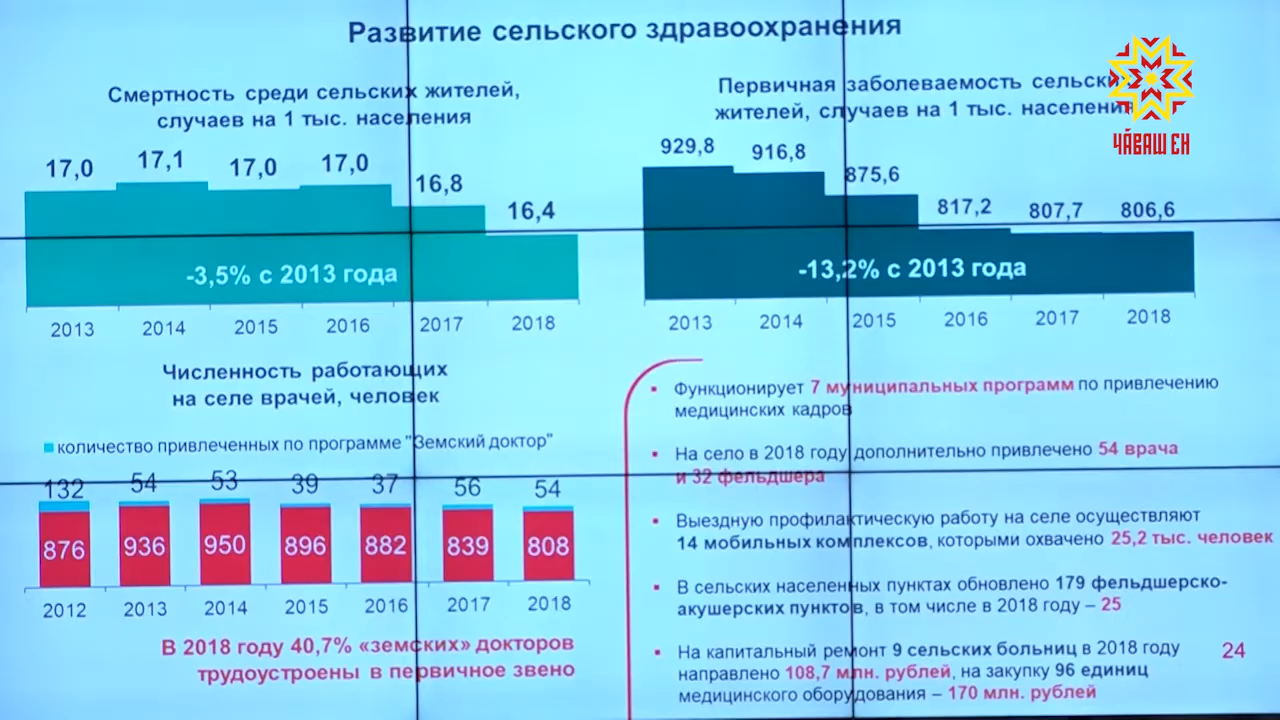 Развитие сельского здравоохранения
ЧӐВАШ ЕН
Смертность среди сельских жителей,
случаев на 1 тыс. населения
17,0 17,1 17,0 17,0 16,8 16,4
-3,5% с 2013 года
2013 2014 2015 2016 2017 2018
Первичная заболеваемость сельских
жителей, случаев на 1 тыс. населения
929,8 916,8 875,6 817,2 807,7 806,6
-13,2% с 2013 года
2013 2014 2015 2016 2017 2018
Численность работающих
на селе врачей, человек
количество привлеченных по программе "Земский доктор"
132 54 53 39 37 56 54
876 936 950 896 882 839 808
2012 2013 2014 2015 2016 2017 2018
В 2018 году 40,7% «земских» докторов
трудоустроены в первичное звено
▪ Функционирует 7 муниципальных программ по привлечению
медицинских кадров
▪ На село в 2018 году дополнительно привлечено 54 врача
и 32 фельдшера
▪ Выездную профилактическую работу на селе осуществляют
14 мобильных комплексов, которыми охвачено 25,2 тыс. человек
▪ В сельских населенных пунктах обновлено 179 фельдшерско-
акушерских пунктов, в том числе в 2018 году – 25
▪ На капитальный ремонт 9 сельских больниц в 2018 году
направлено 108,7 млн. рублей, на закупку 96 единиц
медицинского оборудования – 170 млн. рублей
24